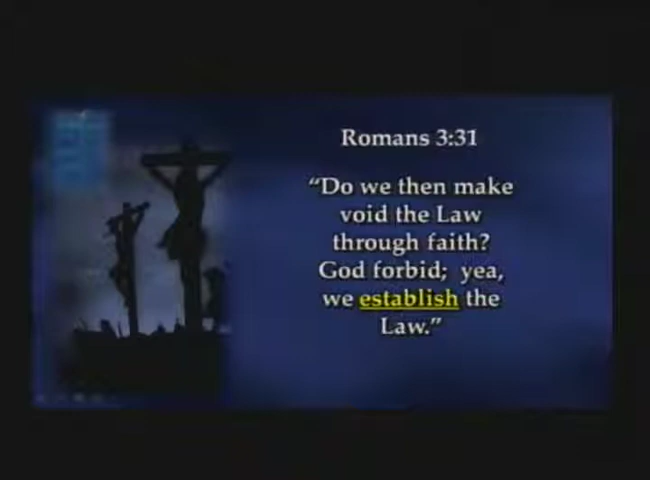 Romans 3:31
“Do we then make
void the Law
through faith?
God forbid; yea,
we establish the
Law.”